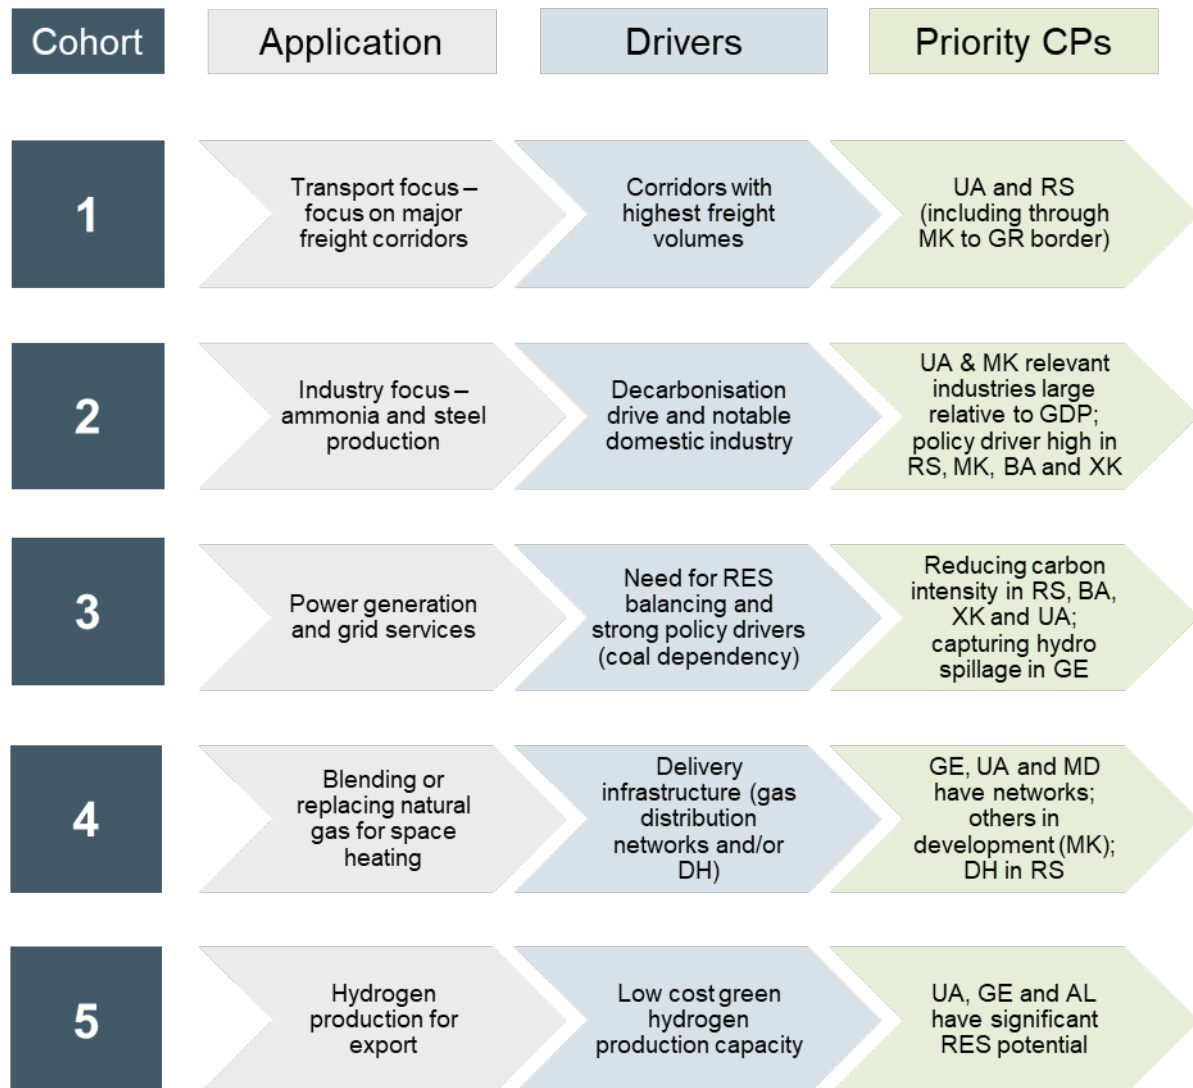 Cohort
Application
Drivers
Priority CPs
1
Transport focus –
focus on major
freight corridors
Corridors with
highest freight
volumes
UA and RS
(including through
MK to GR border)
2
Industry focus –
ammonia and steel
production
Decarbonisation
drive and notable
domestic industry
UA & MK relevant
industries large
relative to GDP;
policy driver high in
RS, MK, BA and XK
3
Power generation
and grid services
Need for RES
balancing and
strong policy drivers
(coal dependency)
Reducing carbon
intensity in RS, BA,
XK and UA;
capturing hydro
spillage in GE
4
Blending or
replacing natural
gas for space
heating
Delivery
infrastructure (gas
distribution
networks and/or
DH)
GE, UA and MD
have networks;
others in
development (MK);
DH in RS
5
Hydrogen
production for
export
Low cost green
hydrogen
production capacity
UA, GE and AL
have significant
RES potential